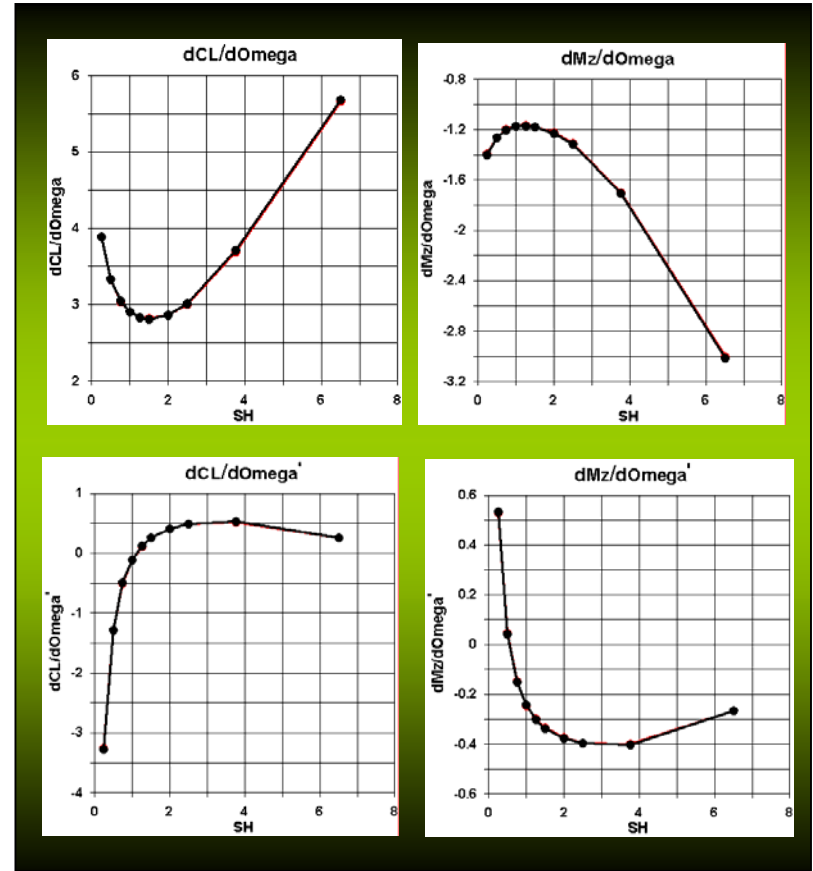 dCL/dOmega
6
5
4
3
2
dCL/dOmega
0 2 4 6 8
SH
dMz/dOmega
-0.8
-1.2
-1.6
-2
-2.4
-2.8
-3.2
dMz/dOmega
0 2 4 6 8
SH
dCL/dOmega'
1
0
-1
-2
-3
-4
dCL/dOmega'
0 2 4 6 8
SH
dMz/dOmega'
0.6
0.4
0.2
0
-0.2
-0.4
-0.6
dMz/dOmega'
0 2 4 6 8
SH